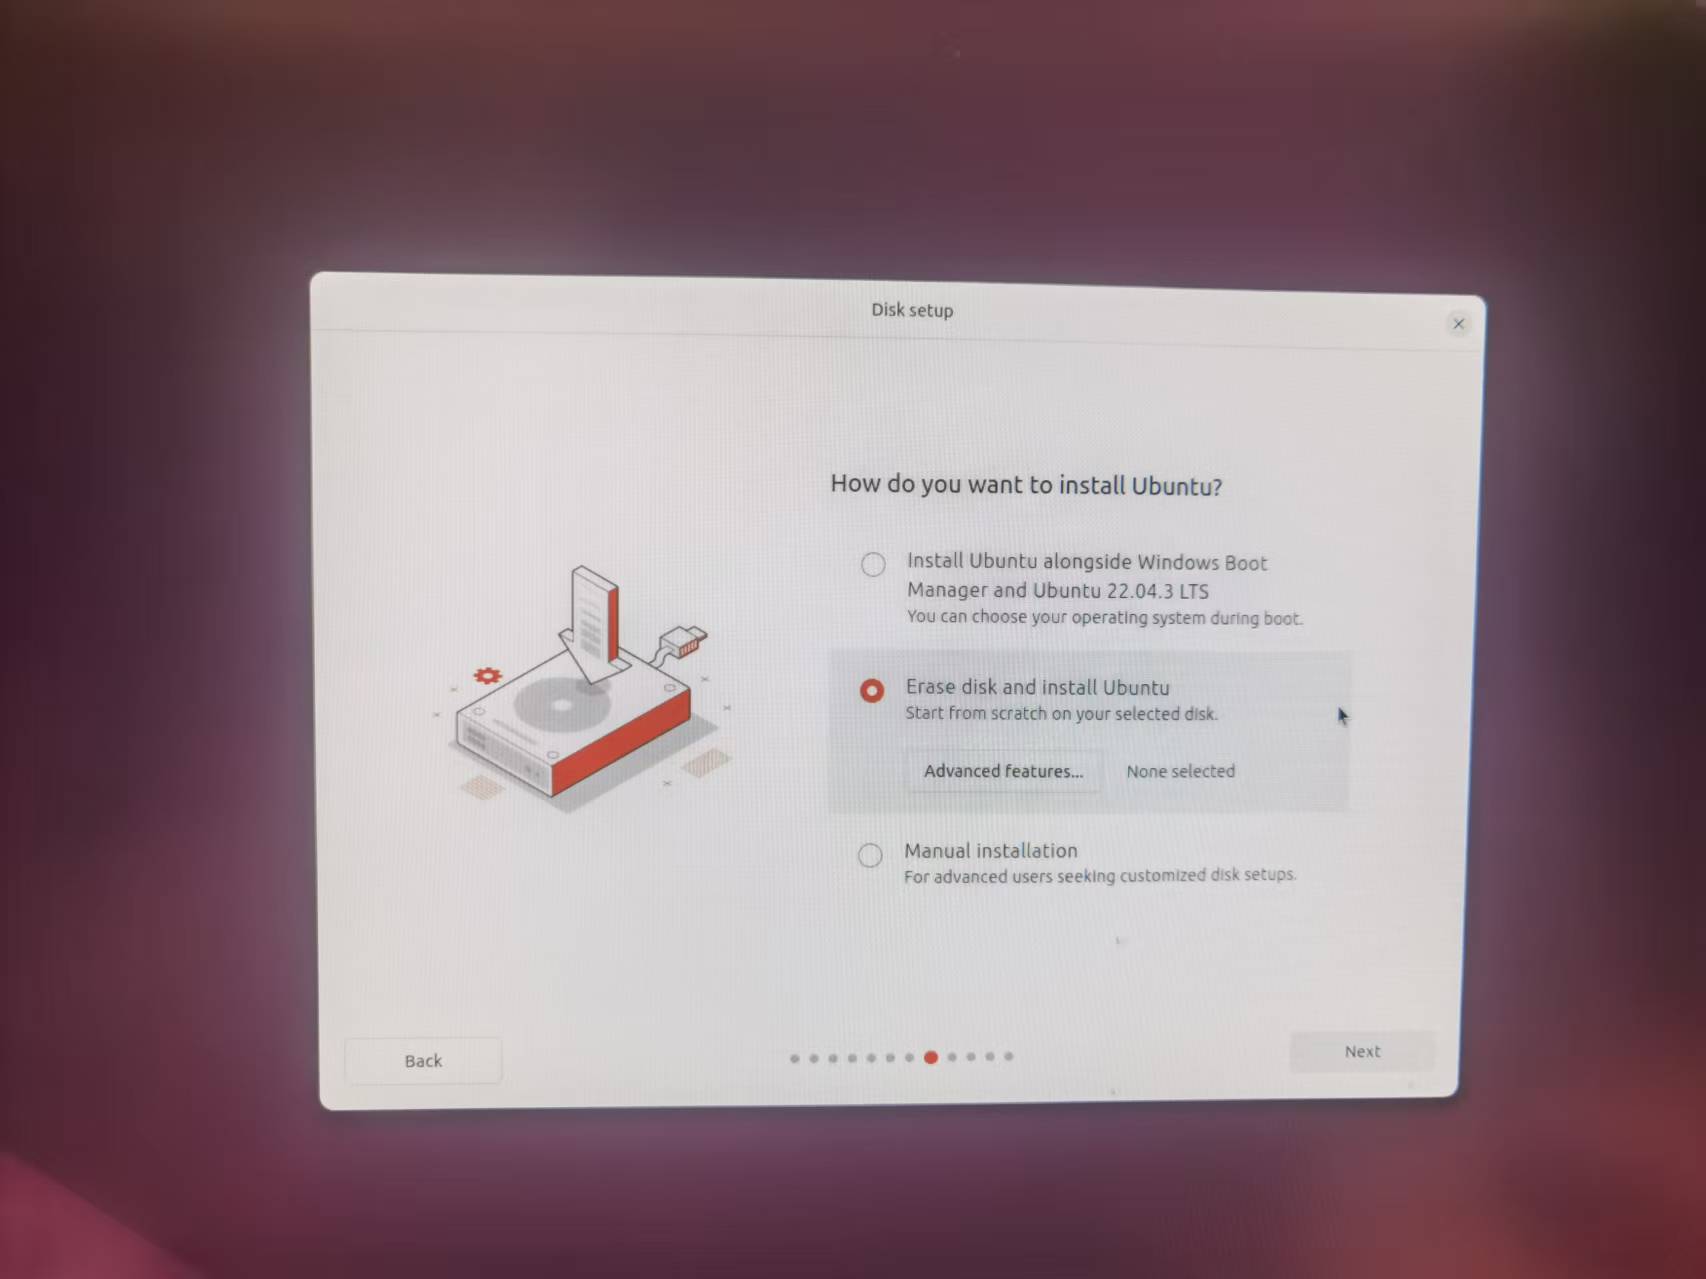 Disk setup
How do you want to install Ubuntu?
Install Ubuntu alongside Windows Boot
Manager and Ubuntu 22.04.3 LTS
You can choose your operating system during boot.
Erase disk and install Ubuntu
Start from scratch on your selected disk.
Advanced features... None selected
Manual installation
For advanced users seeking customized disk setups.
Back
Next